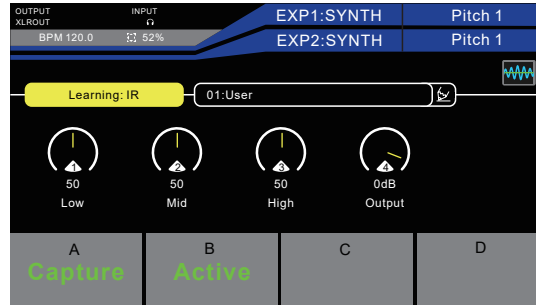 OUTPUT INPUT EXP1:SYNTH Pitch 1
XLROUT
BPM 120.0 52% EXP2:SYNTH Pitch 1
Learning: IR 01:User
1 2 3 4
50 50 50 0dB
Low Mid High Output
A B C D
Capture Active